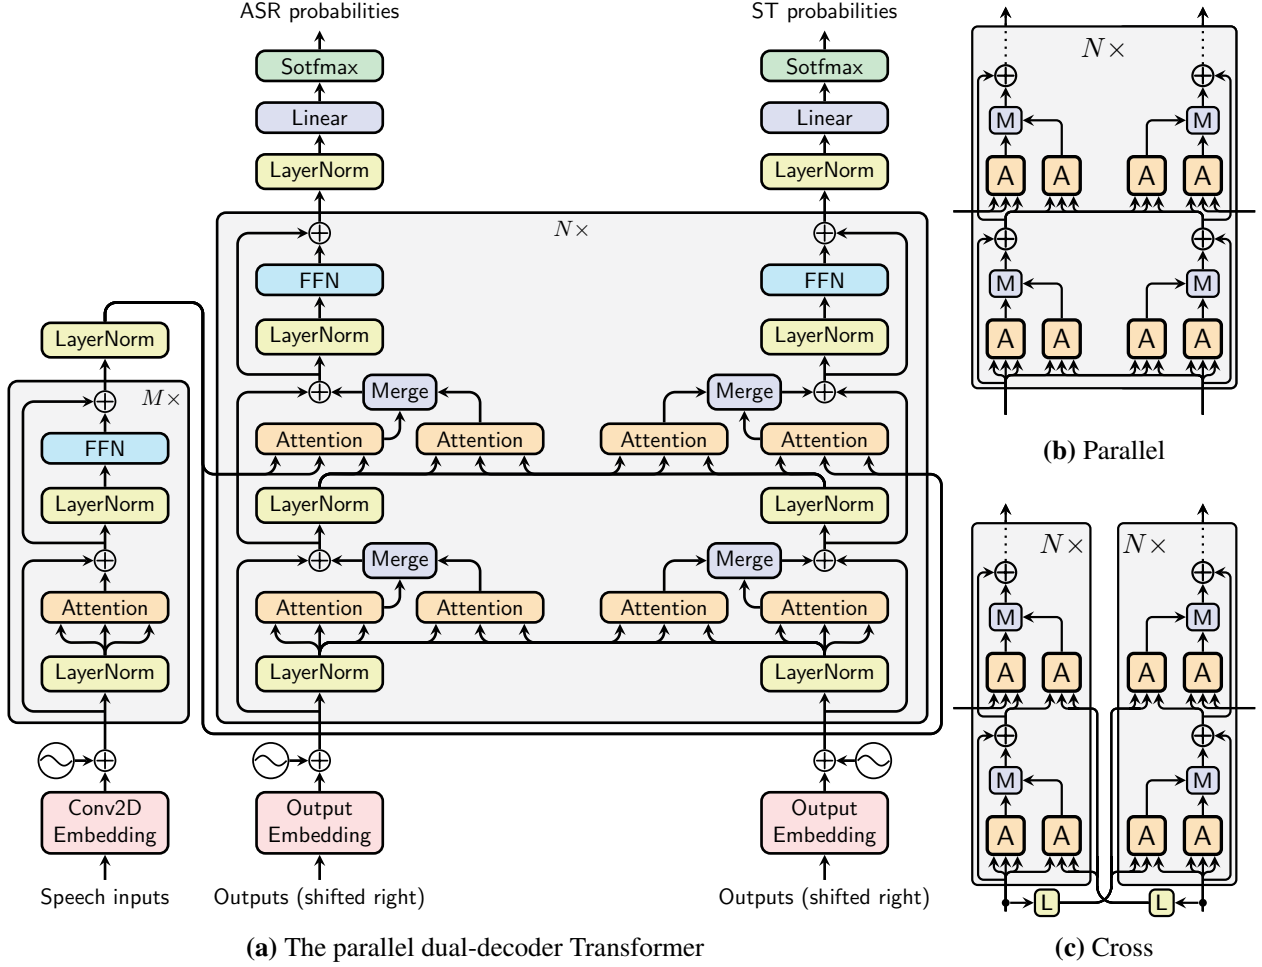 ASR probabilities
ST probabilities
Sotfmax
Sotfmax
Linear
Linear
LayerNorm
LayerNorm
N×
FFN
FFN
LayerNorm
LayerNorm
LayerNorm
Merge
Merge
M×
Attention
Attention
Attention
Attention
FFN
LayerNorm
LayerNorm
LayerNorm
Merge
Merge
Attention
Attention
Attention
Attention
Attention
LayerNorm
LayerNorm
LayerNorm
Conv2D
Embedding
Output
Embedding
Output
Embedding
Speech inputs
Outputs (shifted right)
Outputs (shifted right)
(a) The parallel dual-decoder Transformer
N×
M
M
A
A
A
A
M
M
A
A
A
A
(b) Parallel
N×
N×
M
M
A
A
A
A
M
M
A
A
A
A
L
L
(c) Cross